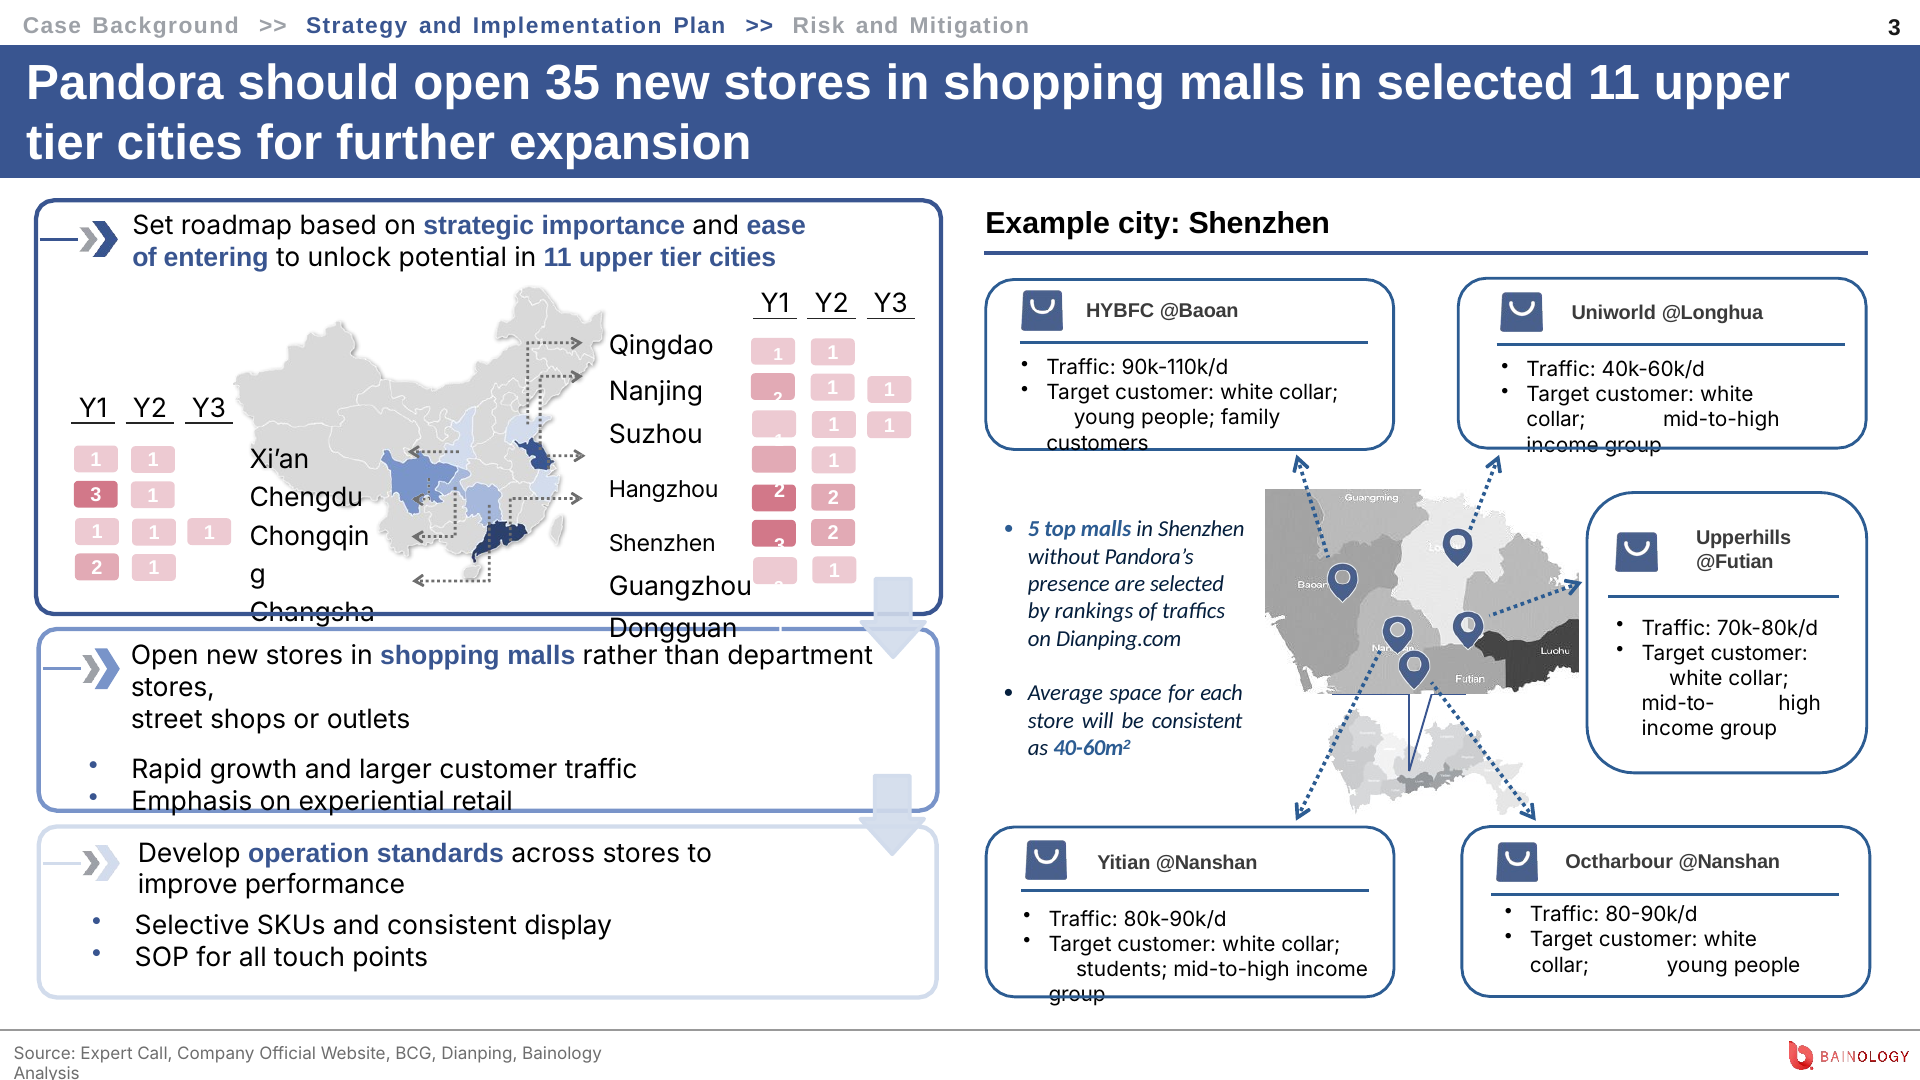 Case Background >> Strategy and Implementation Plan >> Risk and Mitigation
3
Pandora should open 35 new stores in shopping malls in selected 11 upper
tier cities for further expansion
Set roadmap based on strategic importance and ease
of entering to unlock potential in 11 upper tier cities
Y1 Y2 Y3
Qingdao
1 1
Nanjing
2 1 1
Suzhou
1 1
1
Hangzhou
2 2
Shenzhen
3 2
Guangzhou
1
Dongguan
Y1 Y2 Y3
1 1
Xi’an
3 1
Chengdu
1 1 1
Chongqin
g
2 1
Changsha
Open new stores in shopping malls rather than department
stores,
street shops or outlets
• Rapid growth and larger customer traffic
• Emphasis on experiential retail
Develop operation standards across stores to
improve performance
• Selective SKUs and consistent display
• SOP for all touch points
Example city: Shenzhen
HYBFC @Baoan
• Traffic: 90k-110k/d
• Target customer: white collar;
young people; family
customers
Uniworld @Longhua
• Traffic: 40k-60k/d
• Target customer: white
collar; mid-to-high
income group
• 5 top malls in Shenzhen
without Pandora’s
presence are selected
by rankings of traffics
on Dianping.com
• Average space for each
store will be consistent
as 40-60m²
Guangming
Baoan
Futian
Luohu
Upperhills
@Futian
• Traffic: 70k-80k/d
• Target customer:
white collar;
mid-to- high
income group
Yitian @Nanshan
• Traffic: 80k-90k/d
• Target customer: white collar;
students; mid-to-high income
group
Octharbour @Nanshan
• Traffic: 80-90k/d
• Target customer: white
collar; young people
Source: Expert Call, Company Official Website, BCG, Dianping, Bainology
Analysis
BAINOLOGY